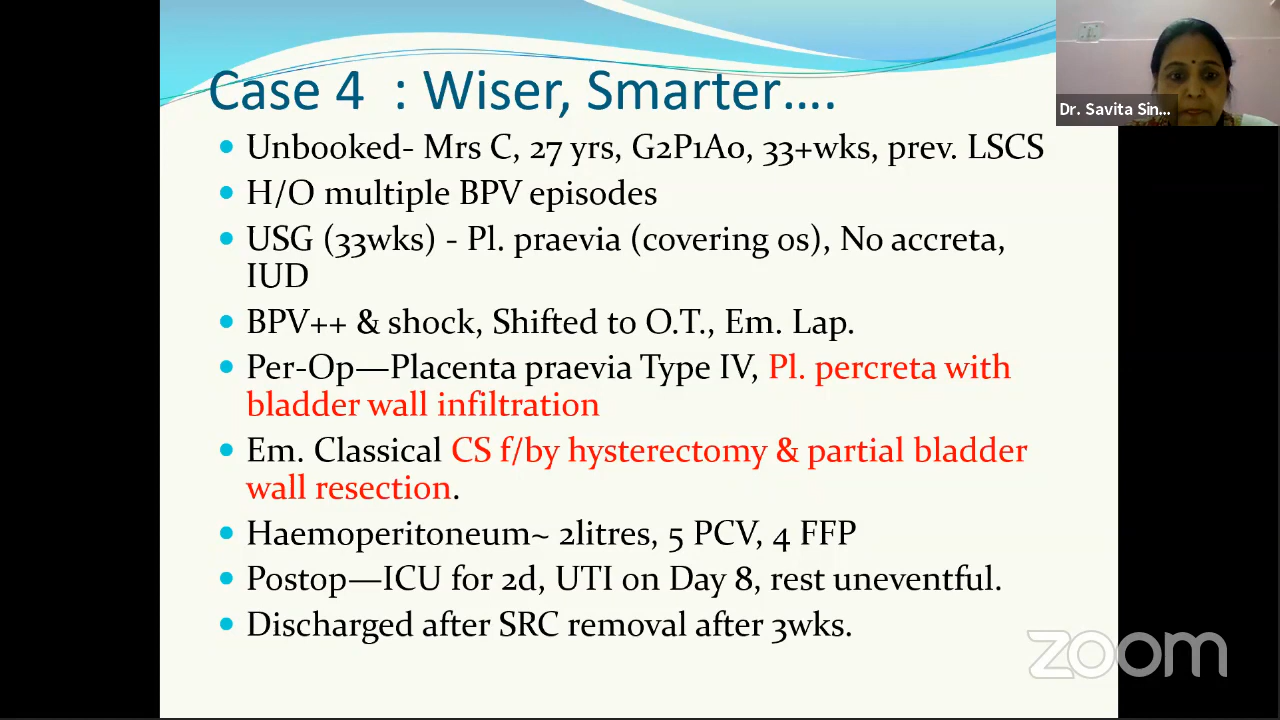 Case 4 : Wiser, Smarter….
Dr. Savita Sin...
Unbooked- Mrs C, 27 yrs, G2P1A0, 33+wks, prev. LSCS
H/O multiple BPV episodes
USG (33wks) - Pl. praevia (covering os), No accreta,
IUD
BPV++ & shock, Shifted to O.T., Em. Lap.
Per-Op—Placenta praevia Type IV, Pl. percreta with
bladder wall infiltration
Em. Classical CS f/by hysterectomy & partial bladder
wall resection.
Haemoperitoneum~ 2litres, 5 PCV, 4 FFP
Postop—ICU for 2d, UTI on Day 8, rest uneventful.
Discharged after SRC removal after 3wks.
zoom